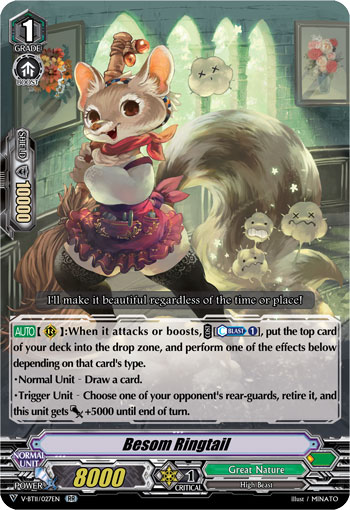 1
GRADE
BOOST
SHIELD
10000
I'll make it beautiful regardless of the time or place!
AUTO[ R ]:When it attacks or boosts, [ BLAST 1], put the top card
of your deck into the drop zone, and perform one of the effects below
depending on that card's type.
•Normal Unit - Draw a card.
•Trigger Unit - Choose one of your opponent's rear-guards, retire it, and
this unit gets +5000 until end of turn.
Besom Ringtail
NORMAL
UNIT
POWER
8000
1
CRITICAL
Great Nature
High Beast
V-BT11/027EN RR
Illust / MINATO